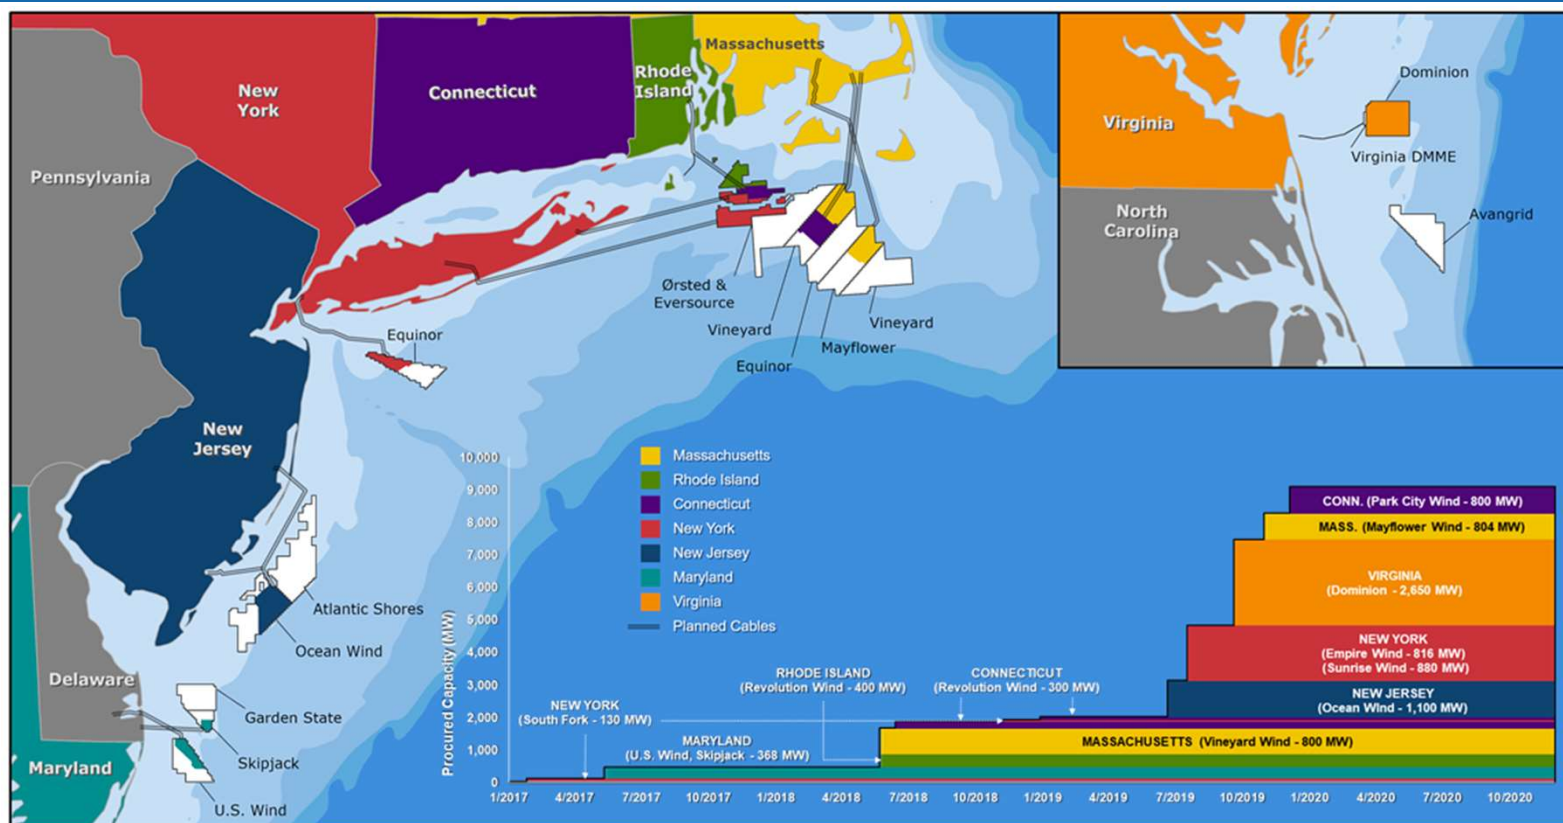 New
York
Connecticut
Rhode
Island
Massachusetts
Pennsylvania
Ørsted &
Eversource
Vineyard
Equinor
Mayflower
Vineyard
Equinor
New
Jersey
Atlantic Shores
Ocean Wind
Delaware
Garden State
Skipjack
Maryland
U.S. Wind
Virginia
Dominion
Virginia DMME
North
Carolina
Avangrid
Massachusetts
Rhode Island
Connecticut
New York
New Jersey
Maryland
Virginia
Planned Cables
Procured Capacity (MW)
10,000
9,000
8,000
7,000
6,000
5,000
4,000
3,000
2,000
1,000
0
NEW YORK
(South Fork - 130 MW)
MARYLAND
(U.S. Wind, Skipjack - 368 MW)
RHODE ISLAND
(Revolution Wind - 400 MW)
CONNECTICUT
(Revolution Wind - 300 MW)
CONN. (Park City Wind - 800 MW)
MASS. (Mayflower Wind - 804 MW)
VIRGINIA
(Dominion - 2,650 MW)
NEW YORK
(Empire Wind - 816 MW)
(Sunrise Wind - 880 MW)
NEW JERSEY
(Ocean Wind - 1,100 MW)
MASSACHUSETTS (Vineyard Wind - 800 MW)
1/2017
4/2017
7/2017
10/2017
1/2018
4/2018
7/2018
10/2018
1/2019
4/2019
7/2019
10/2019
1/2020
4/2020
7/2020
10/2020